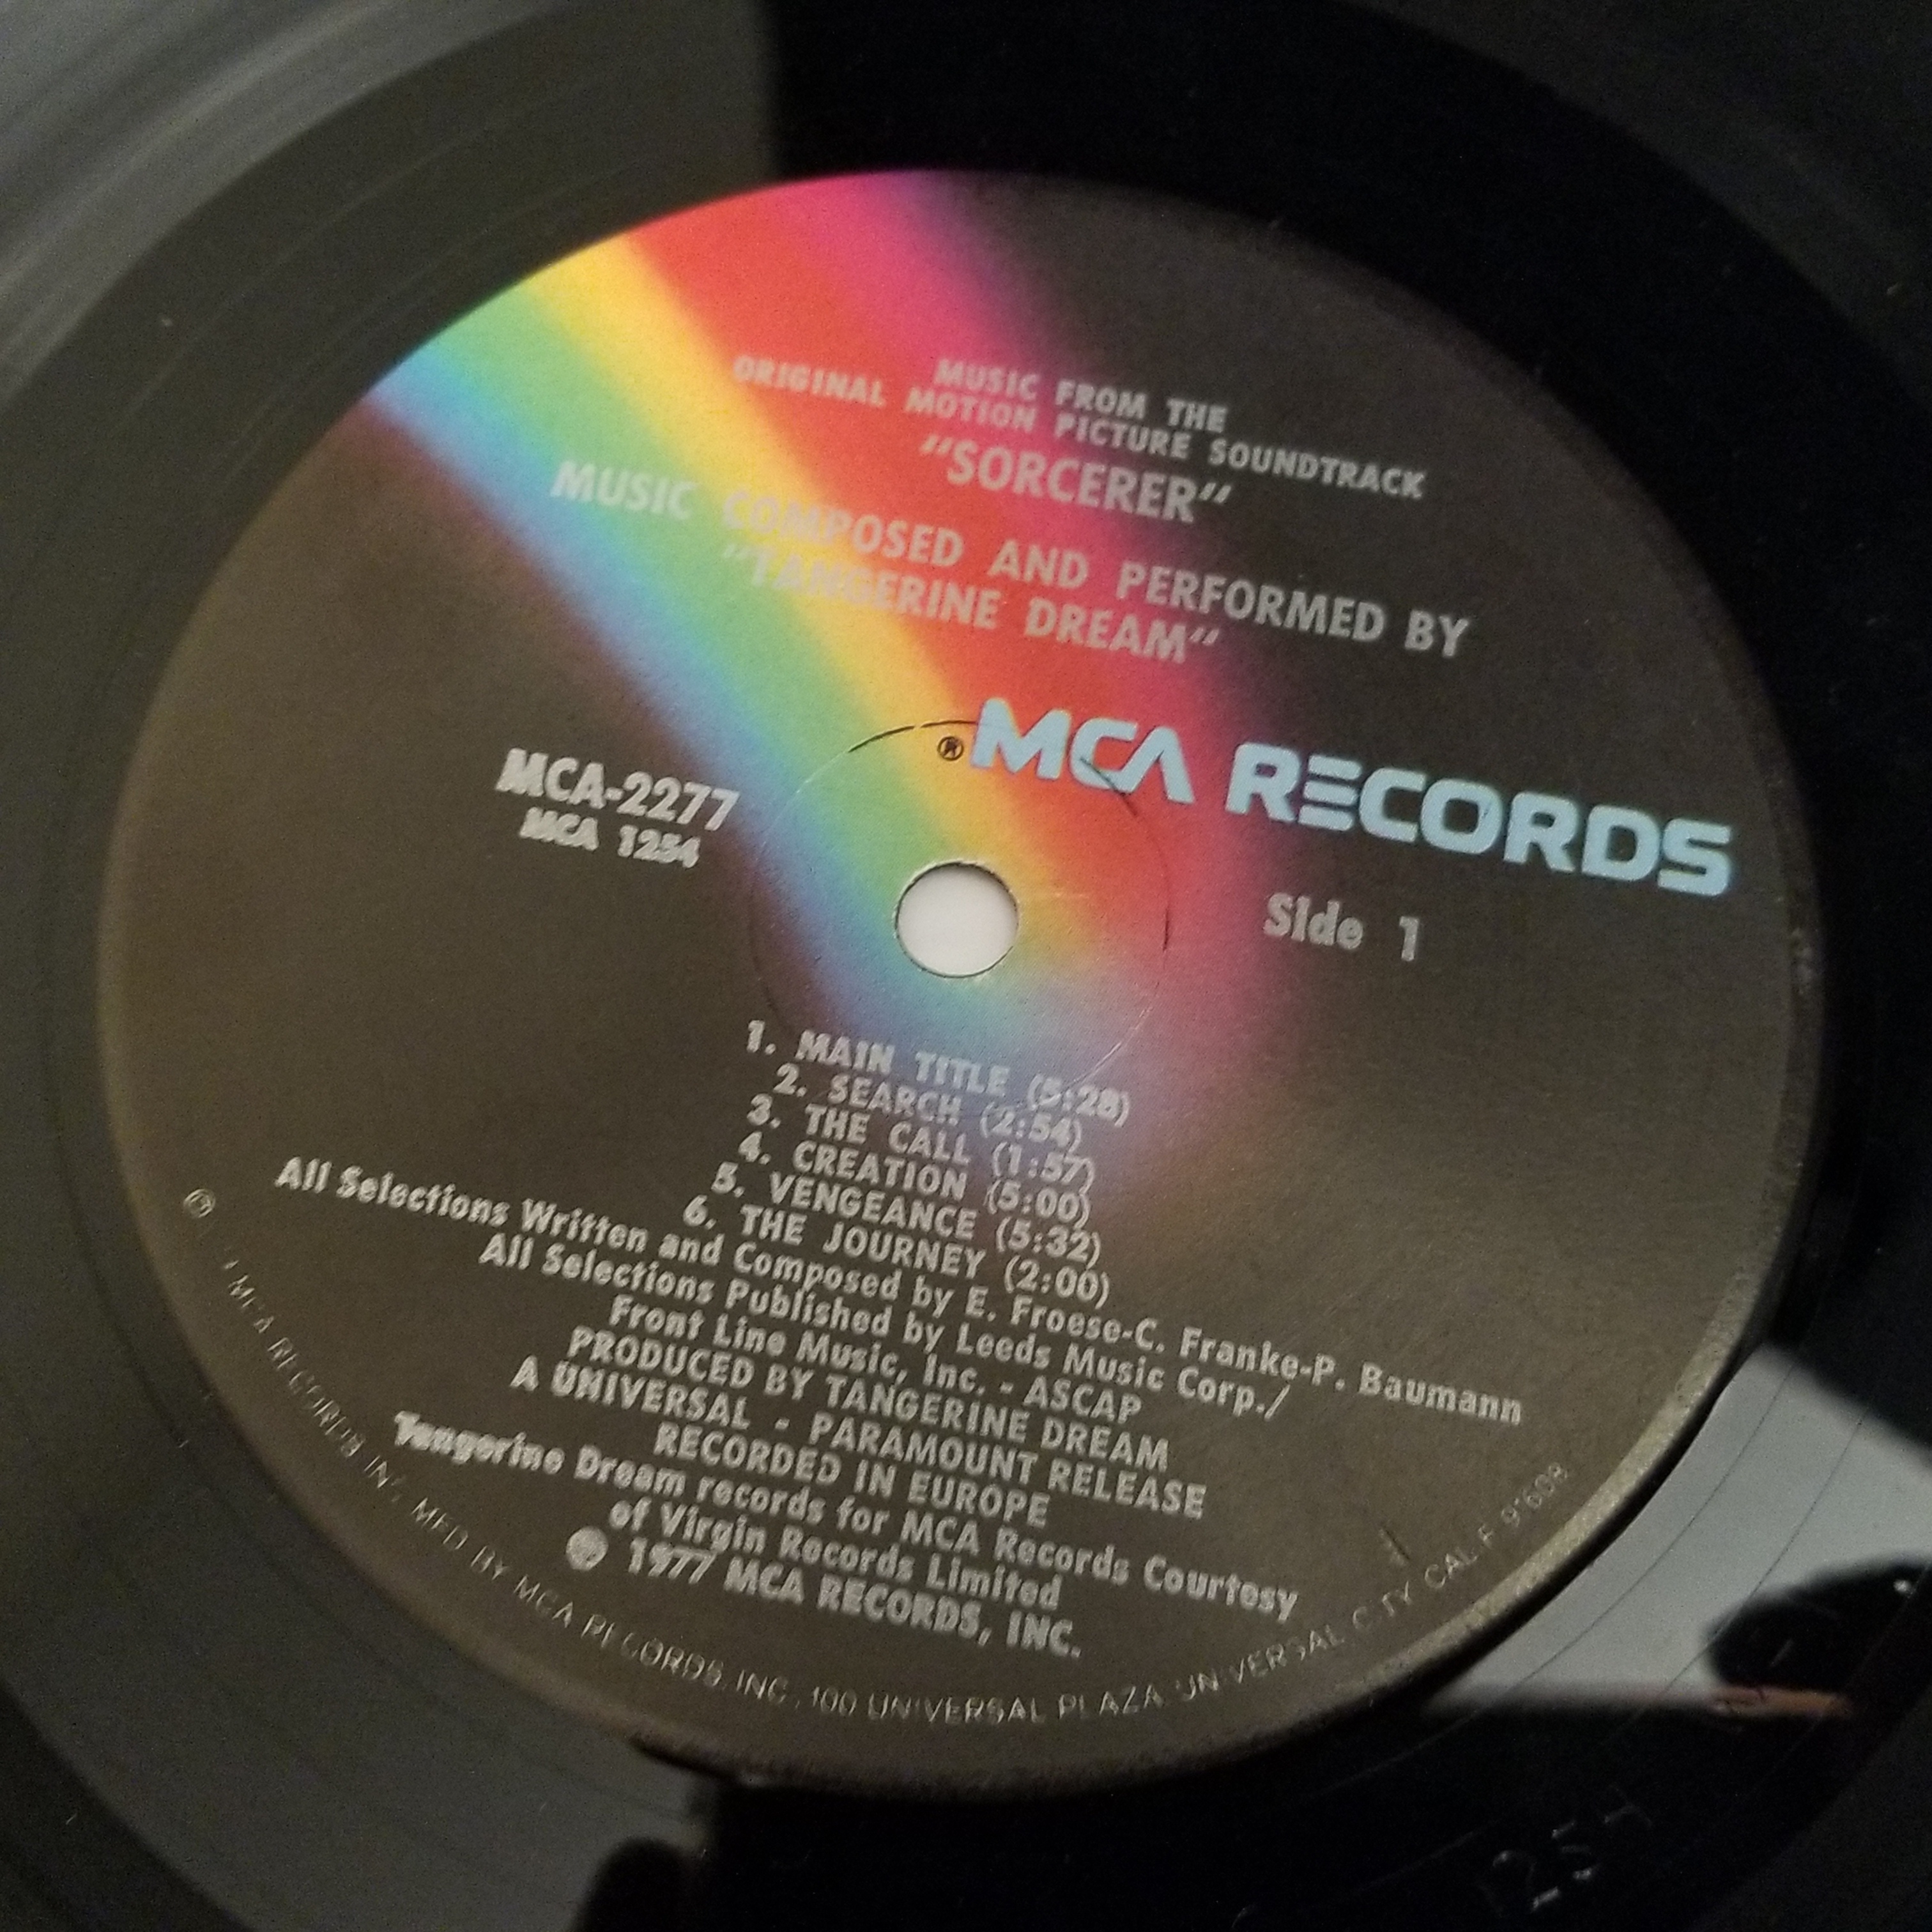 MUSIC FROM THE
ORIGINAL MOTION PICTURE SOUNDTRACK
"SORCERER"
MUSIC COMPOSED AND PERFORMED BY
"TANGERINE DREAM"
® MCA RECORDS
MCA-2277
MCA 1254
Side 1
1. MAIN TITLE (5:28)
2. SEARCH (2:54)
3. THE CALL (1:57)
4. CREATION (5:00)
5. VENGEANCE (5:32)
6. THE JOURNEY (2:00)
All Selections Written and Composed by E. Froese-C. Franke-P. Baumann
All Selections Published by Leeds Music Corp./
Front Line Music, Inc. - ASCAP
PRODUCED BY TANGERINE DREAM
A UNIVERSAL - PARAMOUNT RELEASE
RECORDED IN EUROPE
Tangerine Dream records for MCA Records Courtesy
of Virgin Records Limited
℗ 1977 MCA RECORDS, INC.
MCA RECORDS INC. MFD BY MCA RECORDS, INC., 100 UNIVERSAL PLAZA UNIVERSAL CITY CALIF 91608